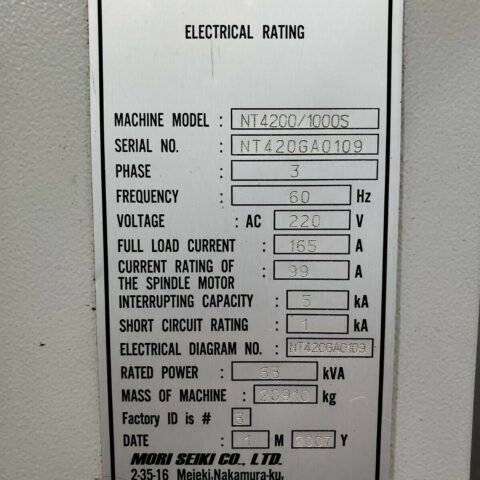 ELECTRICAL RATING
MACHINE MODEL : NT4200/1000S
SERIAL NO. : NT420GA0109
PHASE : 3
FREQUENCY : 60 Hz
VOLTAGE : AC 220 V
FULL LOAD CURRENT : 165 A
CURRENT RATING OF
THE SPINDLE MOTOR : 99 A
INTERRUPTING CAPACITY : 5 kA
SHORT CIRCUIT RATING : 1 kA
ELECTRICAL DIAGRAM NO. : NT420GA0109
RATED POWER : 63 kVA
MASS OF MACHINE : 20910 kg
Factory ID is #
DATE : 1 M 2007 Y
MORI SEIKI CO., LTD.
2-35-16 Meieki,Nakamura-ku,